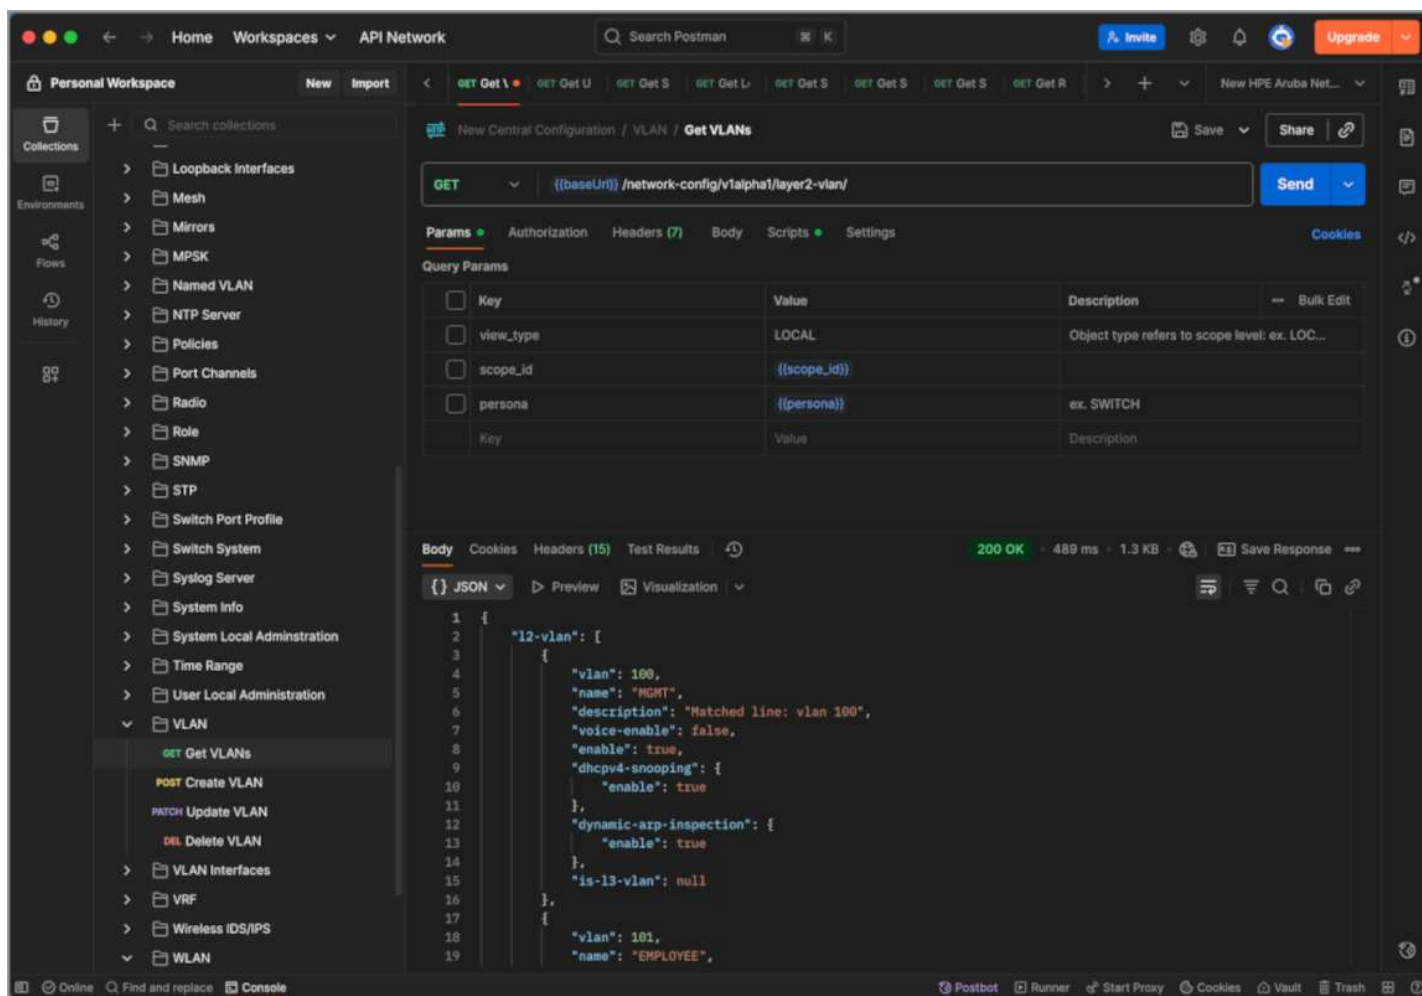 Home Workspaces API Network Search Postman ⌘ K Invite Upgrade
Personal Workspace New Import
GET Get \ GET Get U GET Get S GET Get L GET Get S GET Get S GET Get S GET Get R New HPE Aruba Net...
Collections
Environments
Flows
History
Search collections
Loopback Interfaces
Mesh
Mirrors
MPSK
Named VLAN
NTP Server
Policies
Port Channels
Radio
Role
SNMP
STP
Switch Port Profile
Switch System
Syslog Server
System Info
System Local Adminstration
Time Range
User Local Administration
VLAN
GET Get VLANs
POST Create VLAN
PATCH Update VLAN
DEL Delete VLAN
VLAN Interfaces
VRF
Wireless IDS/IPS
WLAN
HTTP New Central Configuration / VLAN / Get VLANs Save Share
GET {{baseUrl}} /network-config/v1alpha1/layer2-vlan/ Send
Params Authorization Headers (7) Body Scripts Settings Cookies
Query Params
Key Value Description ••• Bulk Edit
view_type LOCAL Object type refers to scope level: ex. LOC...
scope_id {{scope_id}}
persona {{persona}} ex. SWITCH
Key Value Description
Body Cookies Headers (15) Test Results 200 OK 489 ms 1.3 KB Save Response •••
{} JSON Preview Visualization
1 {
2 "l2-vlan": [
3 {
4 "vlan": 100,
5 "name": "MGMT",
6 "description": "Matched line: vlan 100",
7 "voice-enable": false,
8 "enable": true,
9 "dhcpv4-snooping": {
10 "enable": true
11 },
12 "dynamic-arp-inspection": {
13 "enable": true
14 },
15 "is-l3-vlan": null
16 },
17 {
18 "vlan": 101,
19 "name": "EMPLOYEE",
Online Find and replace Console Postbot Runner Start Proxy Cookies Vault Trash